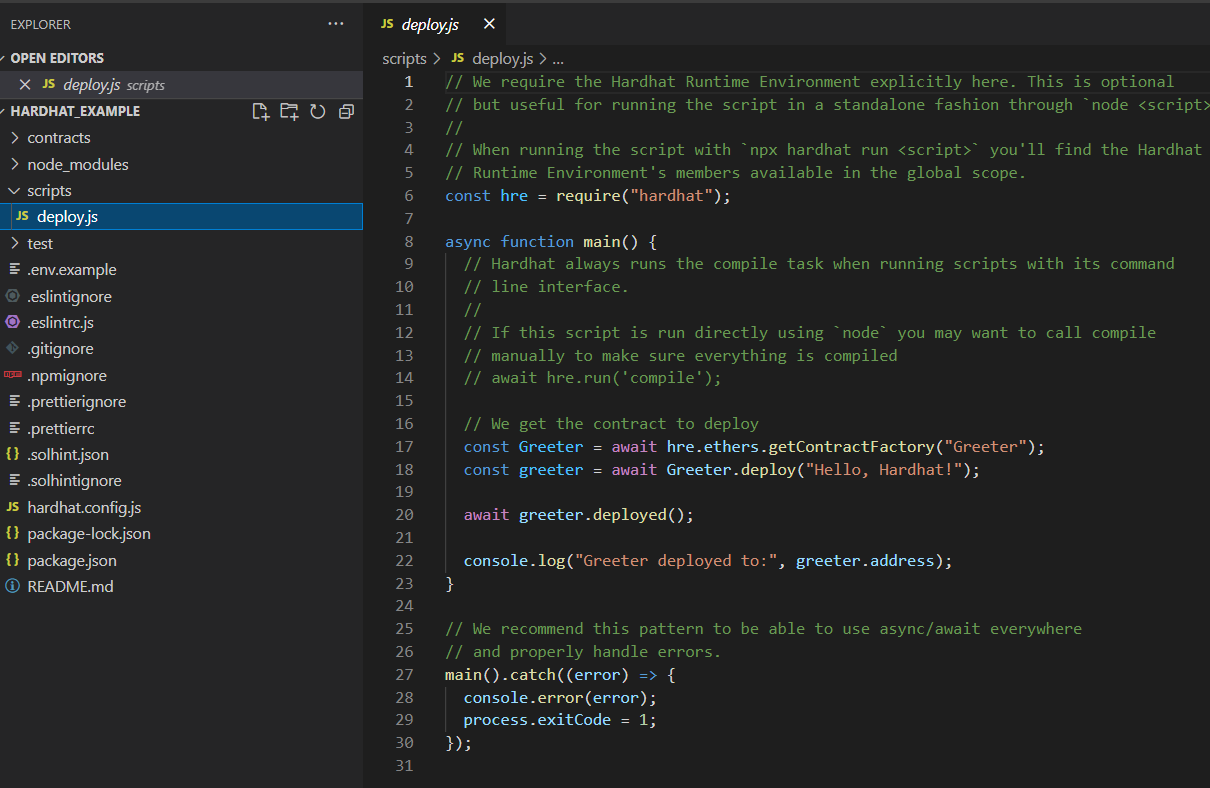 EXPLORER
OPEN EDITORS
JS deploy.js scripts
HARDHAT_EXAMPLE
contracts
node_modules
scripts
JS deploy.js
test
.env.example
.eslintignore
.eslintrc.js
.gitignore
npm .npmignore
.prettierignore
.prettierrc
{} .solhint.json
.solhintignore
JS hardhat.config.js
{} package-lock.json
{} package.json
README.md
JS deploy.js
scripts > JS deploy.js > ...
1 // We require the Hardhat Runtime Environment explicitly here. This is optional
2 // but useful for running the script in a standalone fashion through `node <script>
3 //
4 // When running the script with `npx hardhat run <script>` you'll find the Hardhat
5 // Runtime Environment's members available in the global scope.
6 const hre = require("hardhat");
7
8 async function main() {
9 // Hardhat always runs the compile task when running scripts with its command
10 // line interface.
11 //
12 // If this script is run directly using `node` you may want to call compile
13 // manually to make sure everything is compiled
14 // await hre.run('compile');
15
16 // We get the contract to deploy
17 const Greeter = await hre.ethers.getContractFactory("Greeter");
18 const greeter = await Greeter.deploy("Hello, Hardhat!");
19
20 await greeter.deployed();
21
22 console.log("Greeter deployed to:", greeter.address);
23 }
24
25 // We recommend this pattern to be able to use async/await everywhere
26 // and properly handle errors.
27 main().catch((error) => {
28 console.error(error);
29 process.exitCode = 1;
30 });
31